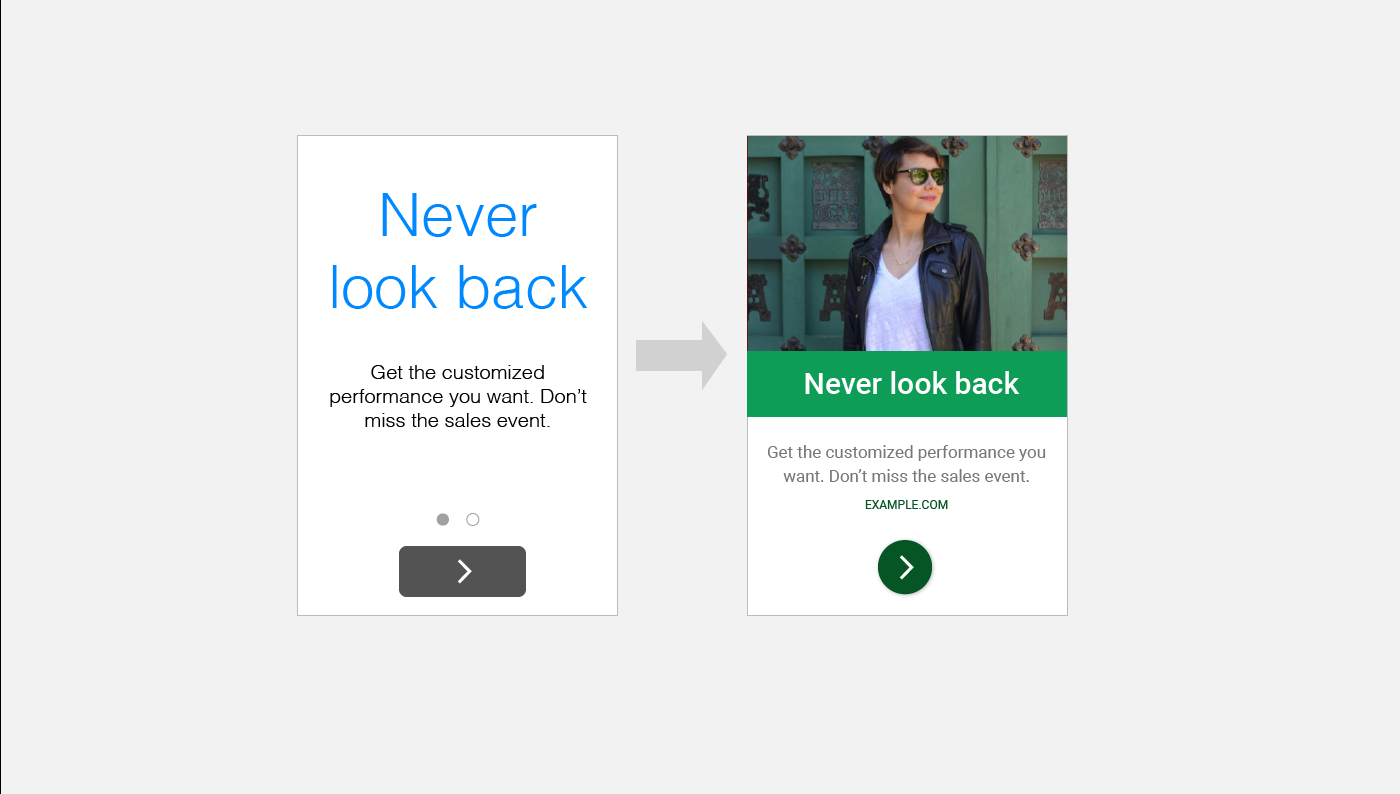 Never
look back
Get the customized
performance you want. Don’t
miss the sales event.
Never look back
Get the customized performance you
want. Don’t miss the sales event.
EXAMPLE.COM